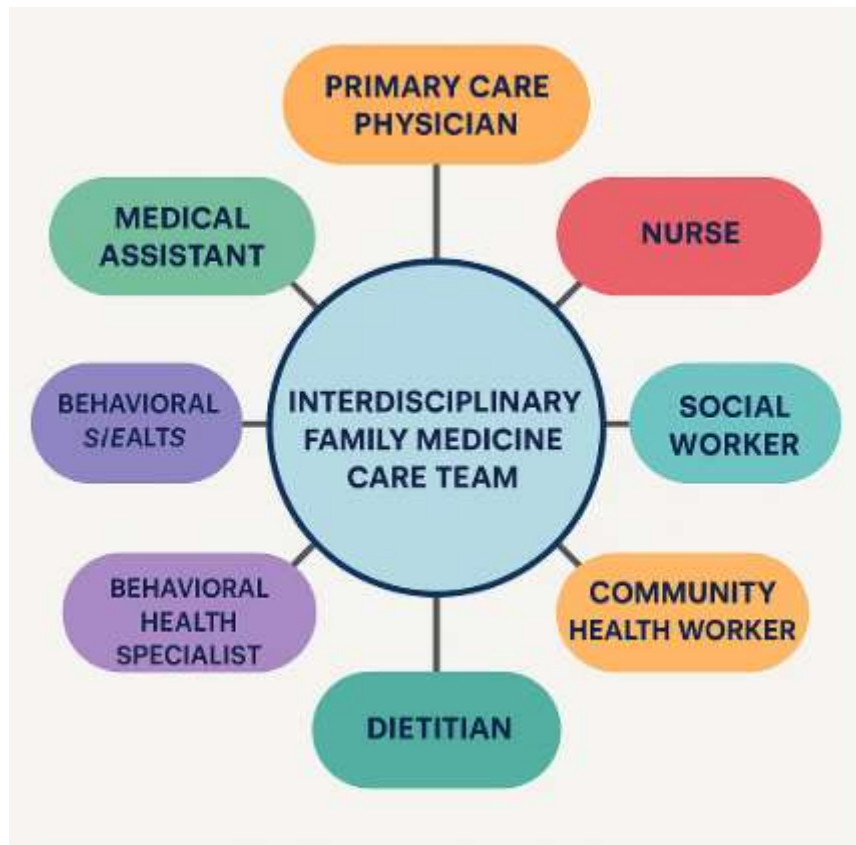 PRIMARY CARE
PHYSICIAN
MEDICAL
ASSISTANT
NURSE
BEHAVIORAL
S/EALTS
INTERDISCIPLINARY
FAMILY MEDICINE
CARE TEAM
SOCIAL
WORKER
BEHAVIORAL
HEALTH
SPECIALIST
COMMUNITY
HEALTH WORKER
DIETITIAN